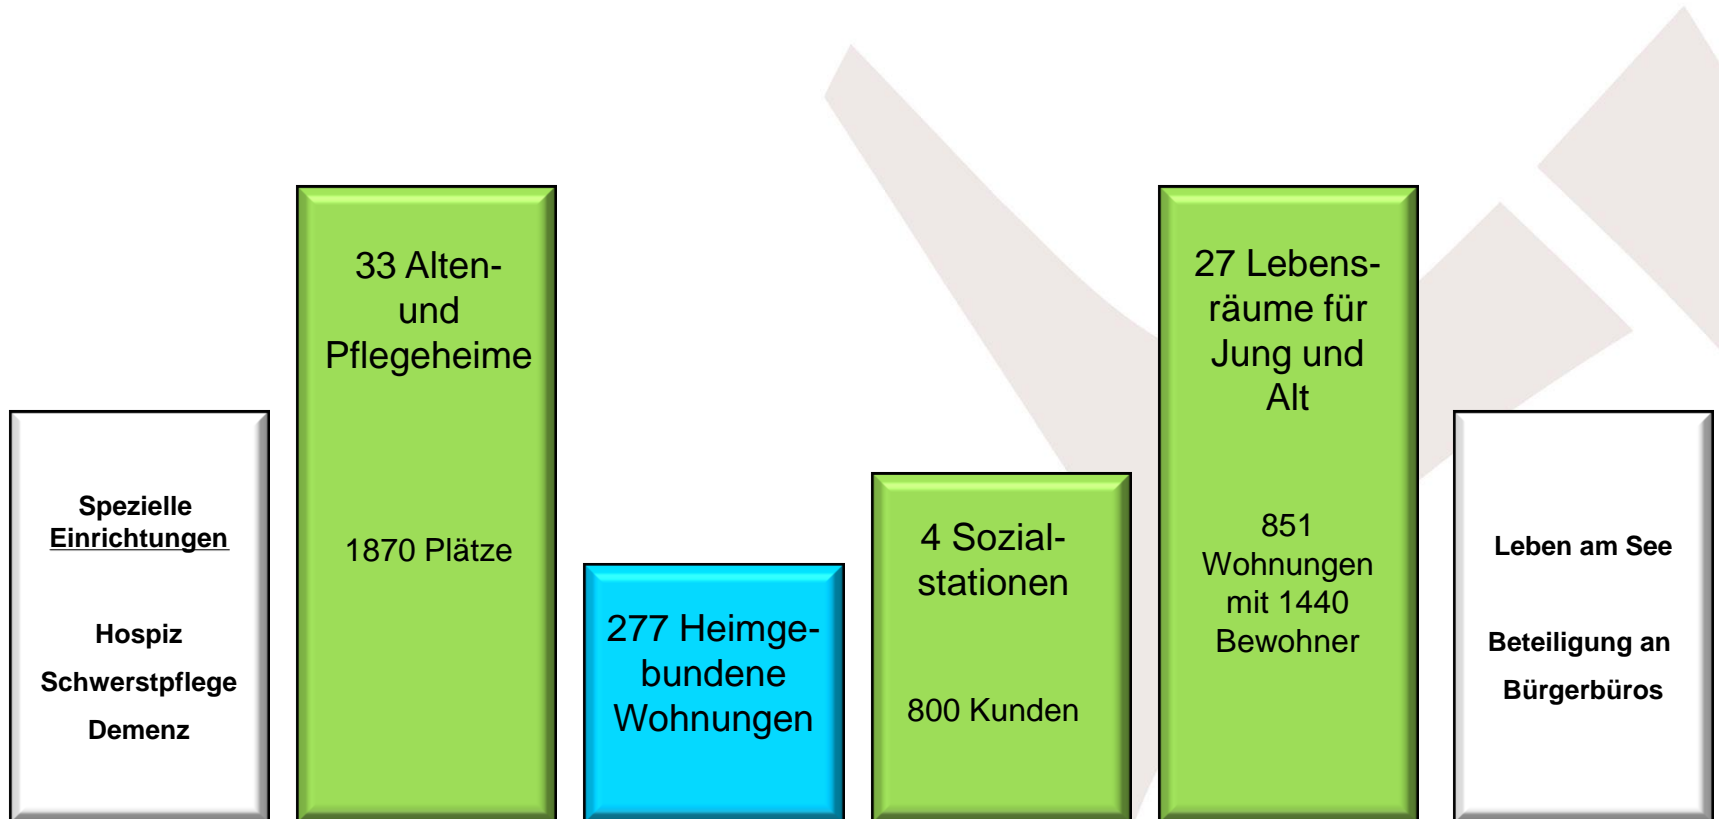 Spezielle
Einrichtungen
Hospiz
Schwerstpflege
Demenz
33 Alten-
und
Pflegeheime
1870 Plätze
277 Heimge-
bundene
Wohnungen
4 Sozial-
stationen
800 Kunden
27 Lebens-
räume für
Jung und
Alt
851
Wohnungen
mit 1440
Bewohner
Leben am See
Beteiligung an
Bürgerbüros